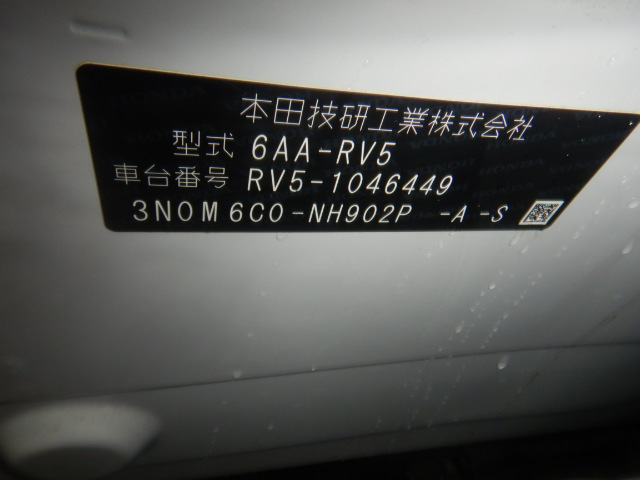 本田技研工業株式会社
型式 6AA-RV5
車台番号 RV5-1046449
3N0M6C0-NH902P -A -S